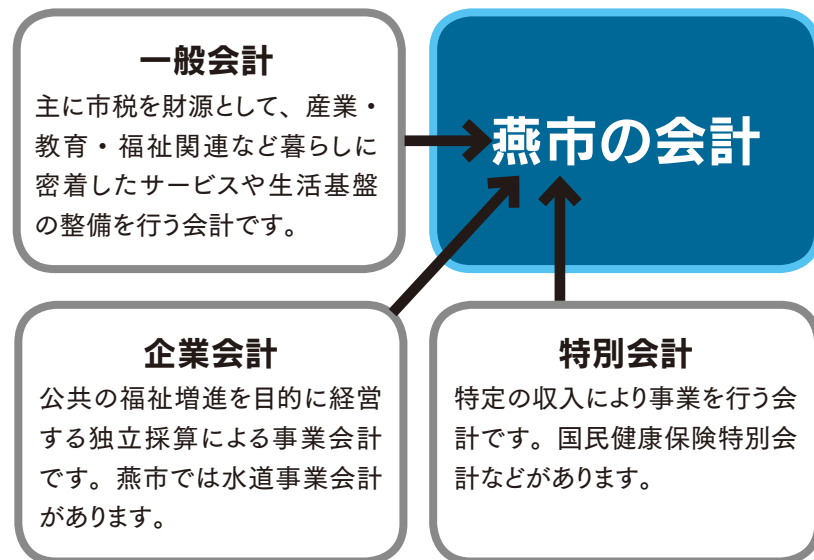 一般会計
主に市税を財源として、産業・
教育・福祉関連など暮らしに
密着したサービスや生活基盤
の整備を行う会計です。
燕市の会計
企業会計
公共の福祉増進を目的に経営
する独立採算による事業会計
です。燕市では水道事業会計
があります。
特別会計
特定の収入により事業を行う会
計です。国民健康保険特別会
計などがあります。